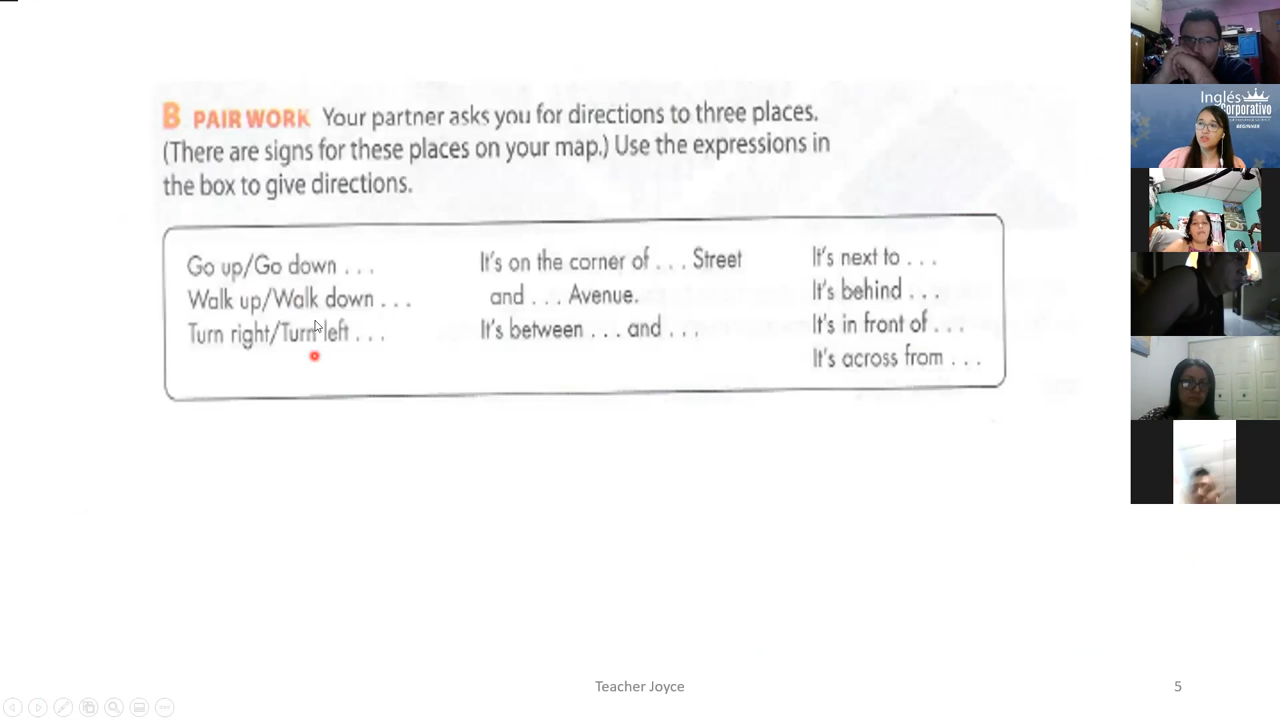 B PAIR WORK Your partner asks you for directions to three places.
(There are signs for these places on your map.) Use the expressions in
the box to give directions.
Go up/Go down . . .
Walk up/Walk down . . .
Turn right/Turn left . . .
It's on the corner of . . . Street
and . . . Avenue.
It's between . . . and . . .
It's next to . . .
It's behind . . .
It's in front of . . .
It's across from . . .
Inglés
Corporativo
BEGINNER
Teacher Joyce
5